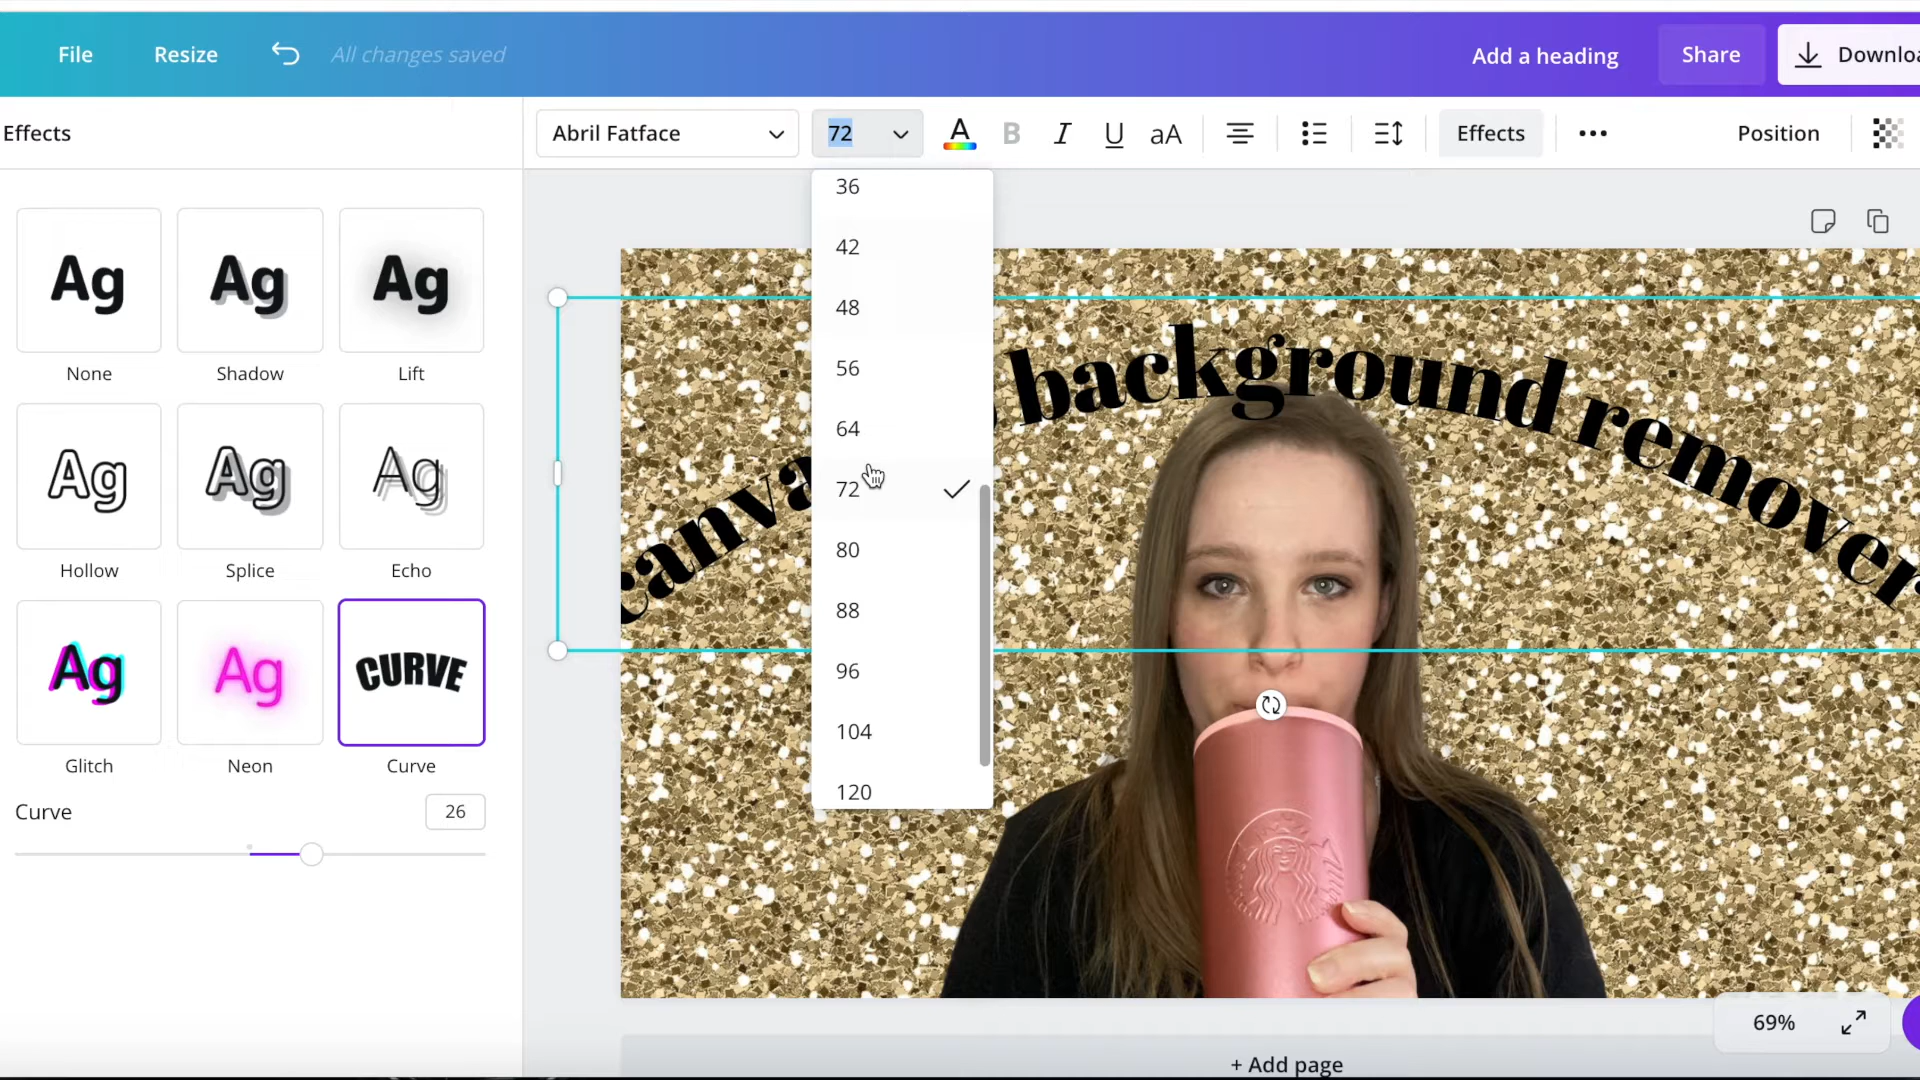 File Resize All changes saved Add a heading Share
Effects Abril Fatface 72 A B I U aA Effects Position
36
42
48
56
64
72
80
88
96
104
120
Ag Ag Ag
None Shadow Lift
Ag Ag Ag
Hollow Splice Echo
Ag Ag CURVE
Glitch Neon Curve
Curve 26
canva background remover
69%
+ Add page